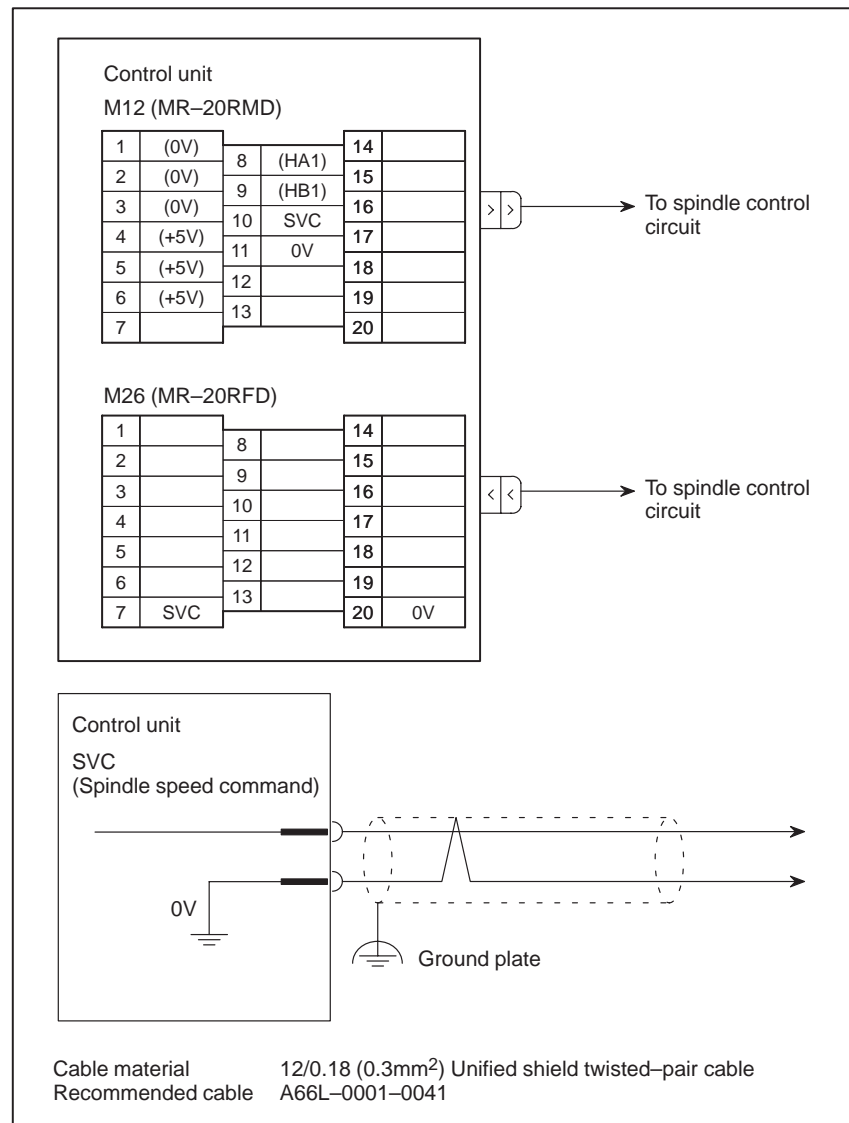 Control unit
M12 (MR–20RMD)
1 (0V) 8 (HA1) 14
2 (0V) 9 (HB1) 15
3 (0V) 10 SVC 16
4 (+5V) 11 0V 17
5 (+5V) 12 18
6 (+5V) 13 19
7 20
To spindle control
circuit
M26 (MR–20RFD)
1 8 14
2 9 15
3 10 16
4 11 17
5 12 18
6 13 19
7 SVC 20 0V
To spindle control
circuit
Control unit
SVC
(Spindle speed command)
0V
Ground plate
Cable material 12/0.18 (0.3mm²) Unified shield twisted–pair cable
Recommended cable A66L–0001–0041